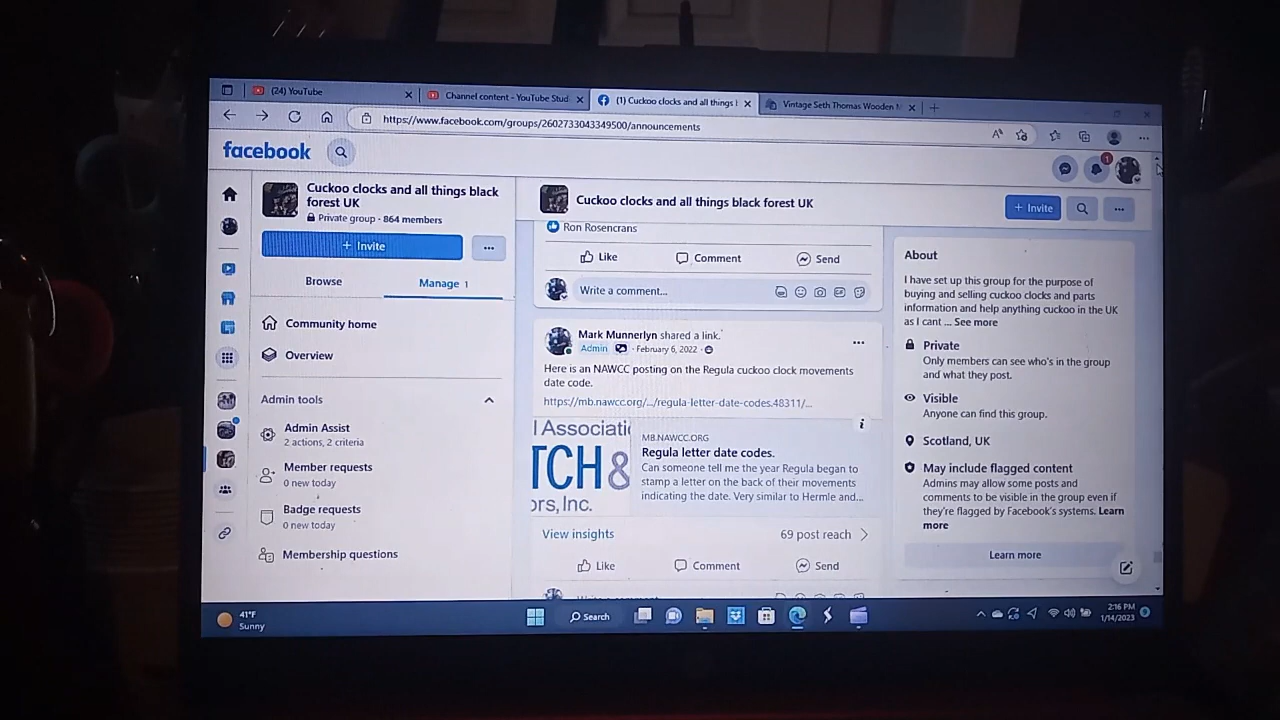 (24) YouTube
Channel content - YouTube Stud
(1) Cuckoo clocks and all things b
Vintage Seth Thomas Wooden M
https://www.facebook.com/groups/2602733043349500/announcements
facebook
1
Cuckoo clocks and all things black
forest UK
Private group · 864 members
+ Invite
...
Browse
Manage 1
Community home
Overview
Admin tools
Admin Assist
2 actions, 2 criteria
Member requests
0 new today
Badge requests
0 new today
Membership questions
Cuckoo clocks and all things black forest UK
+ Invite
...
Ron Rosencrans
Like
Comment
Send
Write a comment...
GIF
Mark Munnerlyn shared a link.
Admin · February 6, 2022 ·
...
Here is an NAWCC posting on the Regula cuckoo clock movements
date code.
https://mb.nawcc.org/.../regula-letter-date-codes.48311/...
l Associati
TCH &
ors, Inc.
i
MB.NAWCC.ORG
Regula letter date codes.
Can someone tell me the year Regula began to
stamp a letter on the back of their movements
indicating the date. Very similar to Hermle and...
View insights
69 post reach
Like
Comment
Send
About
I have set up this group for the purpose of
buying and selling cuckoo clocks and parts
information and help anything cuckoo in the UK
as I cant ... See more
Private
Only members can see who's in the group
and what they post.
Visible
Anyone can find this group.
Scotland, UK
May include flagged content
Admins may allow some posts and
comments to be visible in the group even if
they're flagged by Facebook's systems. Learn
more
Learn more
41°F
Sunny
Search
2:16 PM
1/14/2023